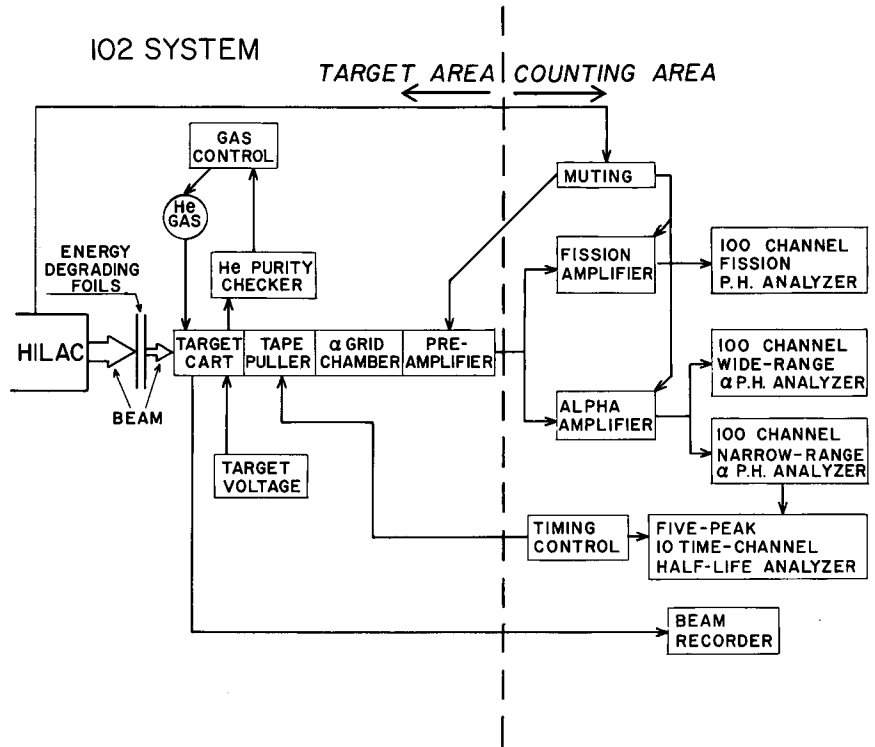 102 SYSTEM
TARGET AREA
COUNTING AREA
GAS
CONTROL
He
GAS
MUTING
ENERGY
DEGRADING
FOILS
He PURITY
CHECKER
FISSION
AMPLIFIER
100 CHANNEL
FISSION
P.H. ANALYZER
HILAC
BEAM
TARGET
CART
TAPE
PULLER
α GRID
CHAMBER
PRE-
AMPLIFIER
100 CHANNEL
WIDE-RANGE
α P.H. ANALYZER
ALPHA
AMPLIFIER
100 CHANNEL
NARROW-RANGE
α P.H. ANALYZER
TARGET
VOLTAGE
TIMING
CONTROL
FIVE-PEAK
10 TIME-CHANNEL
HALF-LIFE ANALYZER
BEAM
RECORDER